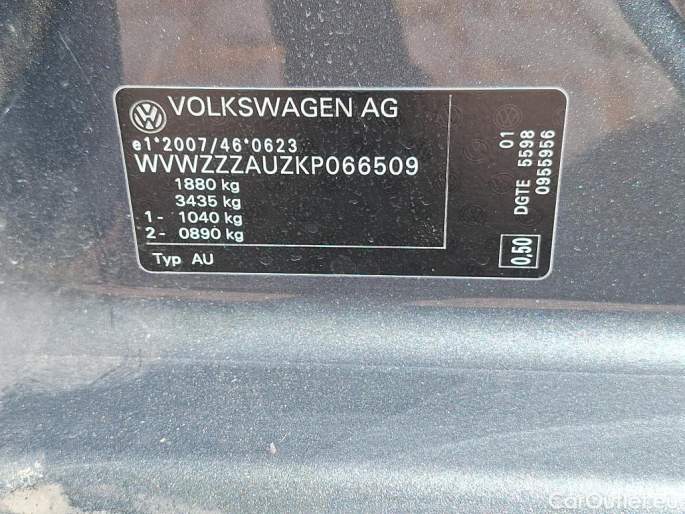 VOLKSWAGEN AG
e1*2007/46*0623
WVWZZZAUZKP066509
1880 kg
3435 kg
1- 1040 kg
2- 0890 kg
Typ AU
01
DGTE 5598
0955956
0,50
CarOutlet.eu